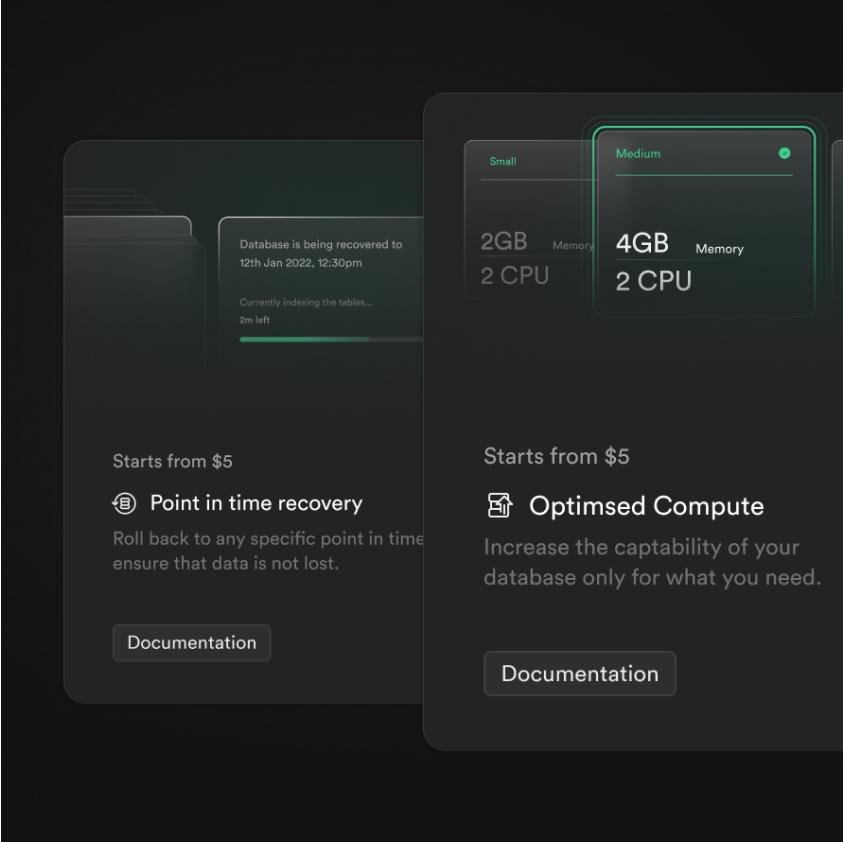 Database is being recovered to
12th Jan 2022, 12:30pm
Currently indexing the tables...
2m left
Starts from $5
Point in time recovery
Roll back to any specific point in time
ensure that data is not lost.
Documentation
Small
2GB Memory
2 CPU
Medium
4GB Memory
2 CPU
Starts from $5
Optimsed Compute
Increase the captability of your
database only for what you need.
Documentation